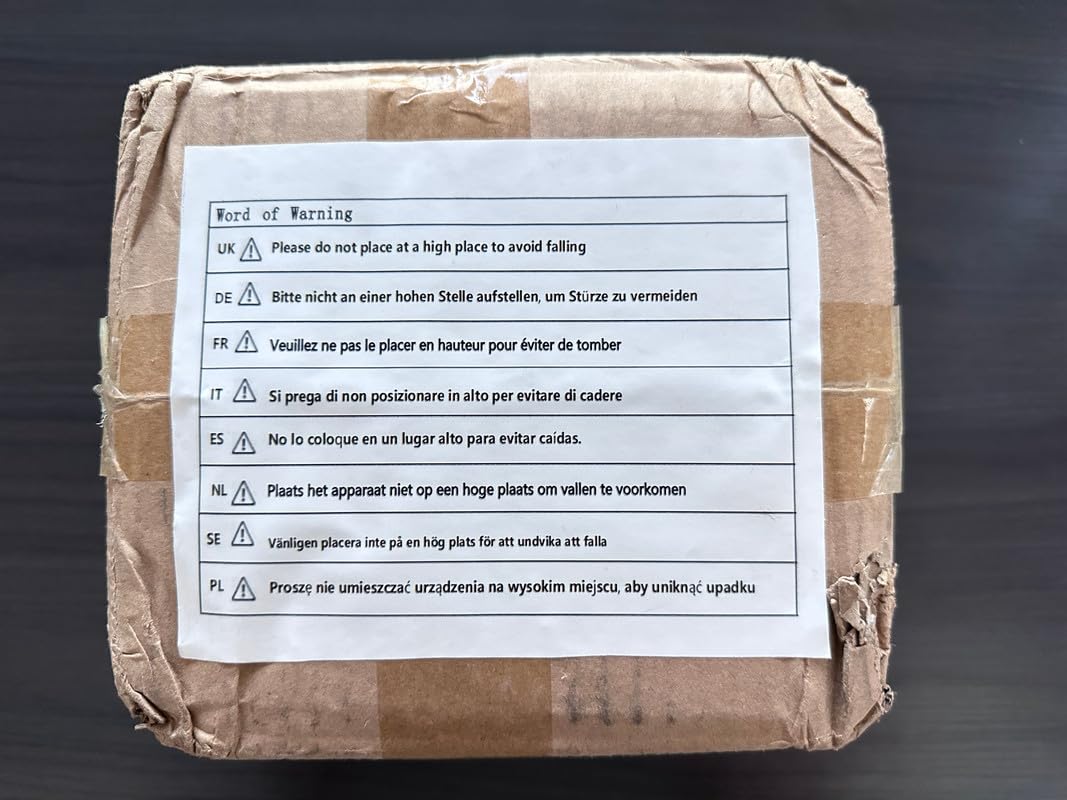 Word of Warning
UK Please do not place at a high place to avoid falling
DE Bitte nicht an einer hohen Stelle aufstellen, um Stürze zu vermeiden
FR Veuillez ne pas le placer en hauteur pour éviter de tomber
IT Si prega di non posizionare in alto per evitare di cadere
ES No lo coloque en un lugar alto para evitar caídas.
NL Plaats het apparaat niet op een hoge plaats om vallen te voorkomen
SE Vänligen placera inte på en hög plats för att undvika att falla
PL Proszę nie umieszczać urządzenia na wysokim miejscu, aby uniknąć upadku